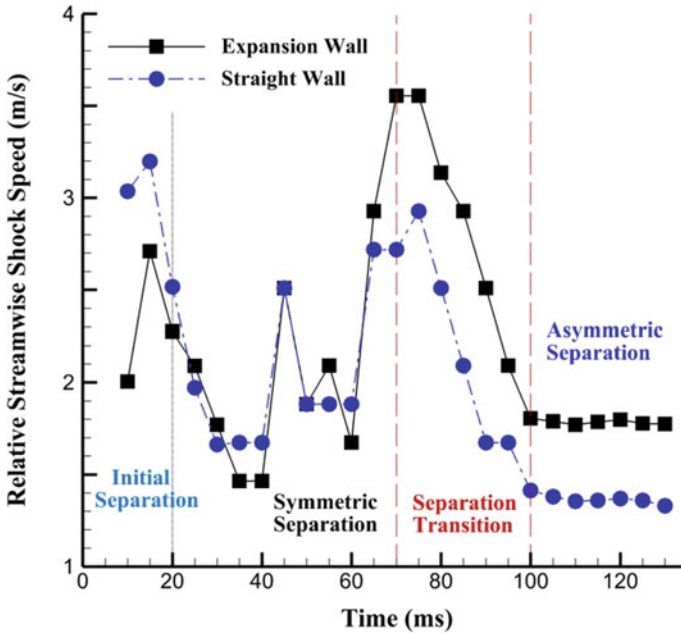 Relative Streamwise Shock Speed (m/s)
4
3
2
1
Expansion Wall
Straight Wall
Initial
Separation
Symmetric
Separation
Separation
Transition
Asymmetric
Separation
0
20
40
60
80
100
120
Time (ms)